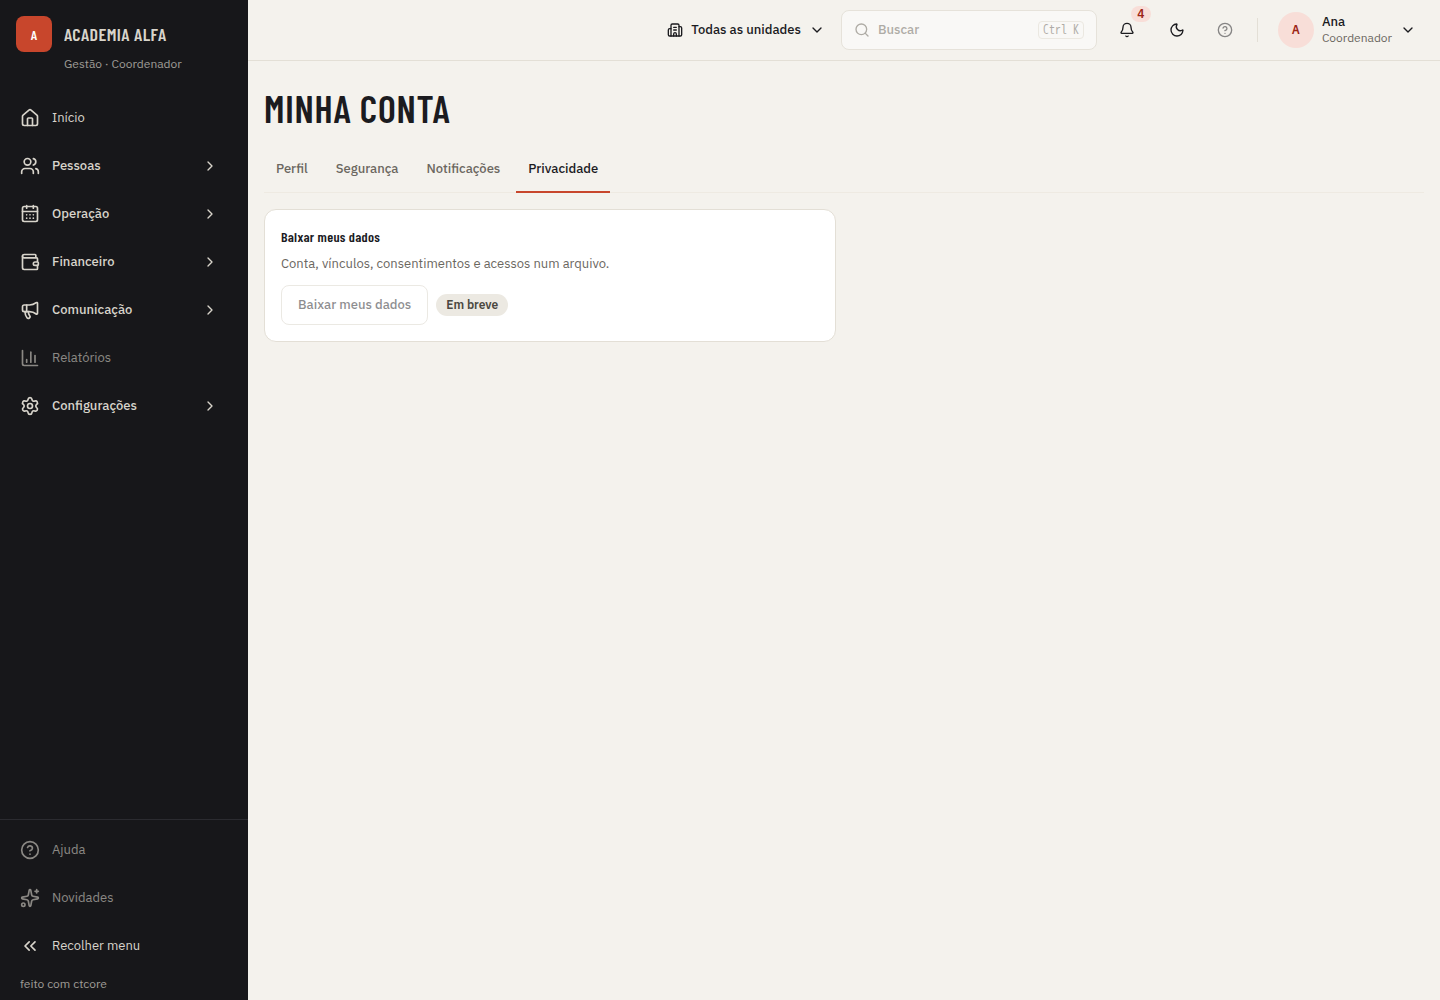 A
ACADEMIA ALFA
Gestão · Coordenador
Início
Pessoas
Operação
Financeiro
Comunicação
Relatórios
Configurações
Ajuda
Novidades
Recolher menu
feito com ctcore
Todas as unidades
Buscar
Ctrl K
4
A
Ana
Coordenador
MINHA CONTA
Perfil
Segurança
Notificações
Privacidade
Baixar meus dados
Conta, vínculos, consentimentos e acessos num arquivo.
Baixar meus dados
Em breve